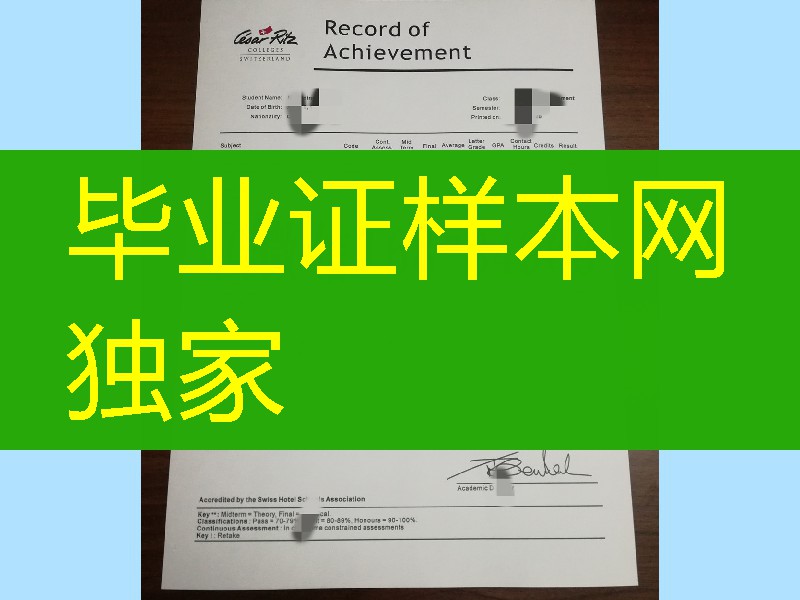 César Ritz
COLLEGES
SWITZERLAND
Record of
Achievement
Student Name:
Class:
Date of Birth:
Semester:
Nationality:
Printed on:
Subject Code Cont. Assess Mid Term Final Average Letter Grade GPA Contact Hours Credits Result
毕业证样本网
独家
Academic
Accredited by the Swiss Hotel Association
Key **: Midterm = Theory, Final =
Classifications: Pass = 70-79% = 80-89%, Honours = 90-100%.
Continuous Assessment: constrained assessments
Key : Retake